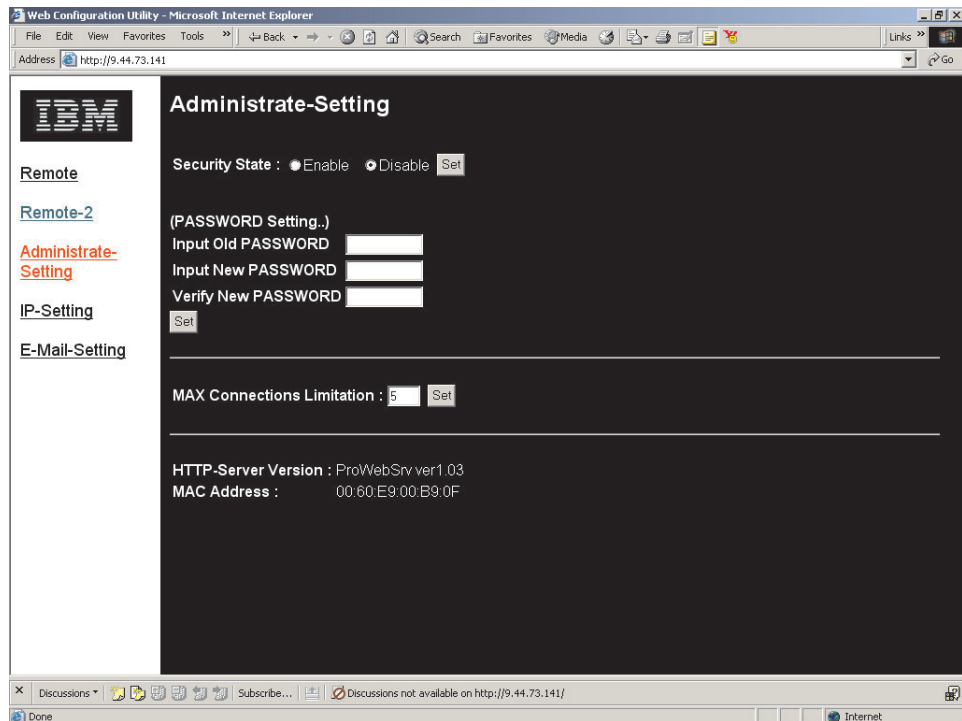 Web Configuration Utility - Microsoft Internet Explorer
File Edit View Favorites Tools » Back Search Favorites Media Links »
Address http://9.44.73.141 Go
IBM
Remote
Remote-2
Administrate-
Setting
IP-Setting
E-Mail-Setting
Administrate-Setting
Security State : Enable Disable Set
(PASSWORD Setting..)
Input Old PASSWORD
Input New PASSWORD
Verify New PASSWORD
Set
MAX Connections Limitation : 5 Set
HTTP-Server Version : ProWebSrv ver1.03
MAC Address : 00:60:E9:00:B9:0F
Discussions Subscribe... Discussions not available on http://9.44.73.141/
Done Internet